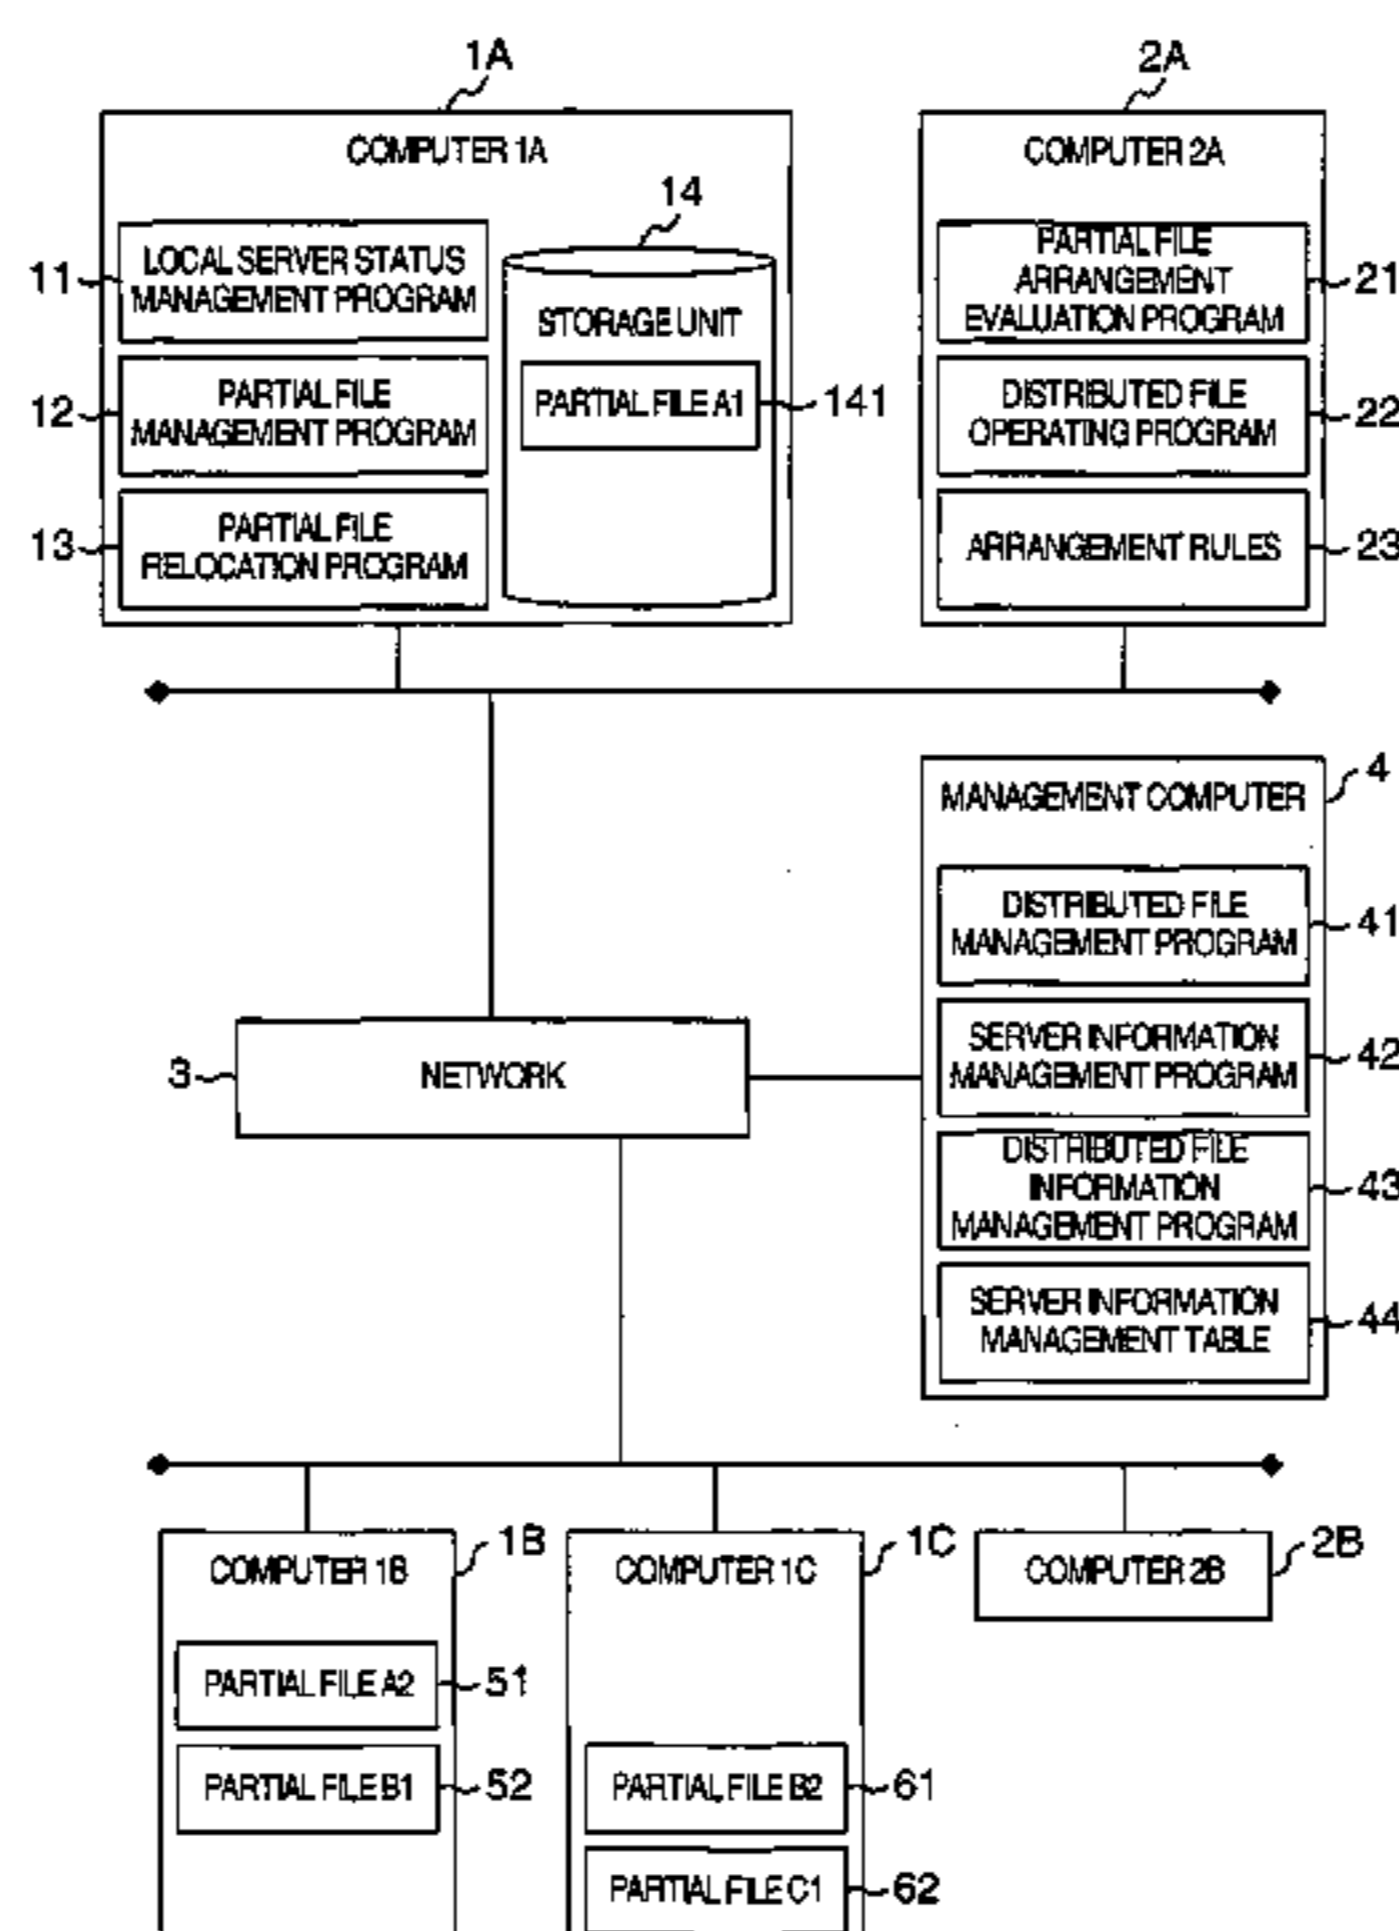 1A
2A
COMPUTER 1A
14
11
LOCAL SERVER STATUS
MANAGEMENT PROGRAM
12
PARTIAL FILE
MANAGEMENT PROGRAM
13
PARTIAL FILE
RELOCATION PROGRAM
STORAGE UNIT
PARTIAL FILE A1
141
COMPUTER 2A
PARTIAL FILE
ARRANGEMENT
EVALUATION PROGRAM
21
DISTRIBUTED FILE
OPERATING PROGRAM
22
ARRANGEMENT RULES
23
4
MANAGEMENT COMPUTER
DISTRIBUTED FILE
MANAGEMENT PROGRAM
41
SERVER INFORMATION
MANAGEMENT PROGRAM
42
DISTRIBUTED FILE
INFORMATION
MANAGEMENT PROGRAM
43
SERVER INFORMATION
MANAGEMENT TABLE
44
3
NETWORK
COMPUTER 1B
1B
PARTIAL FILE A2
51
PARTIAL FILE B1
52
COMPUTER 1C
1C
PARTIAL FILE B2
61
PARTIAL FILE C1
62
COMPUTER 2B
2B